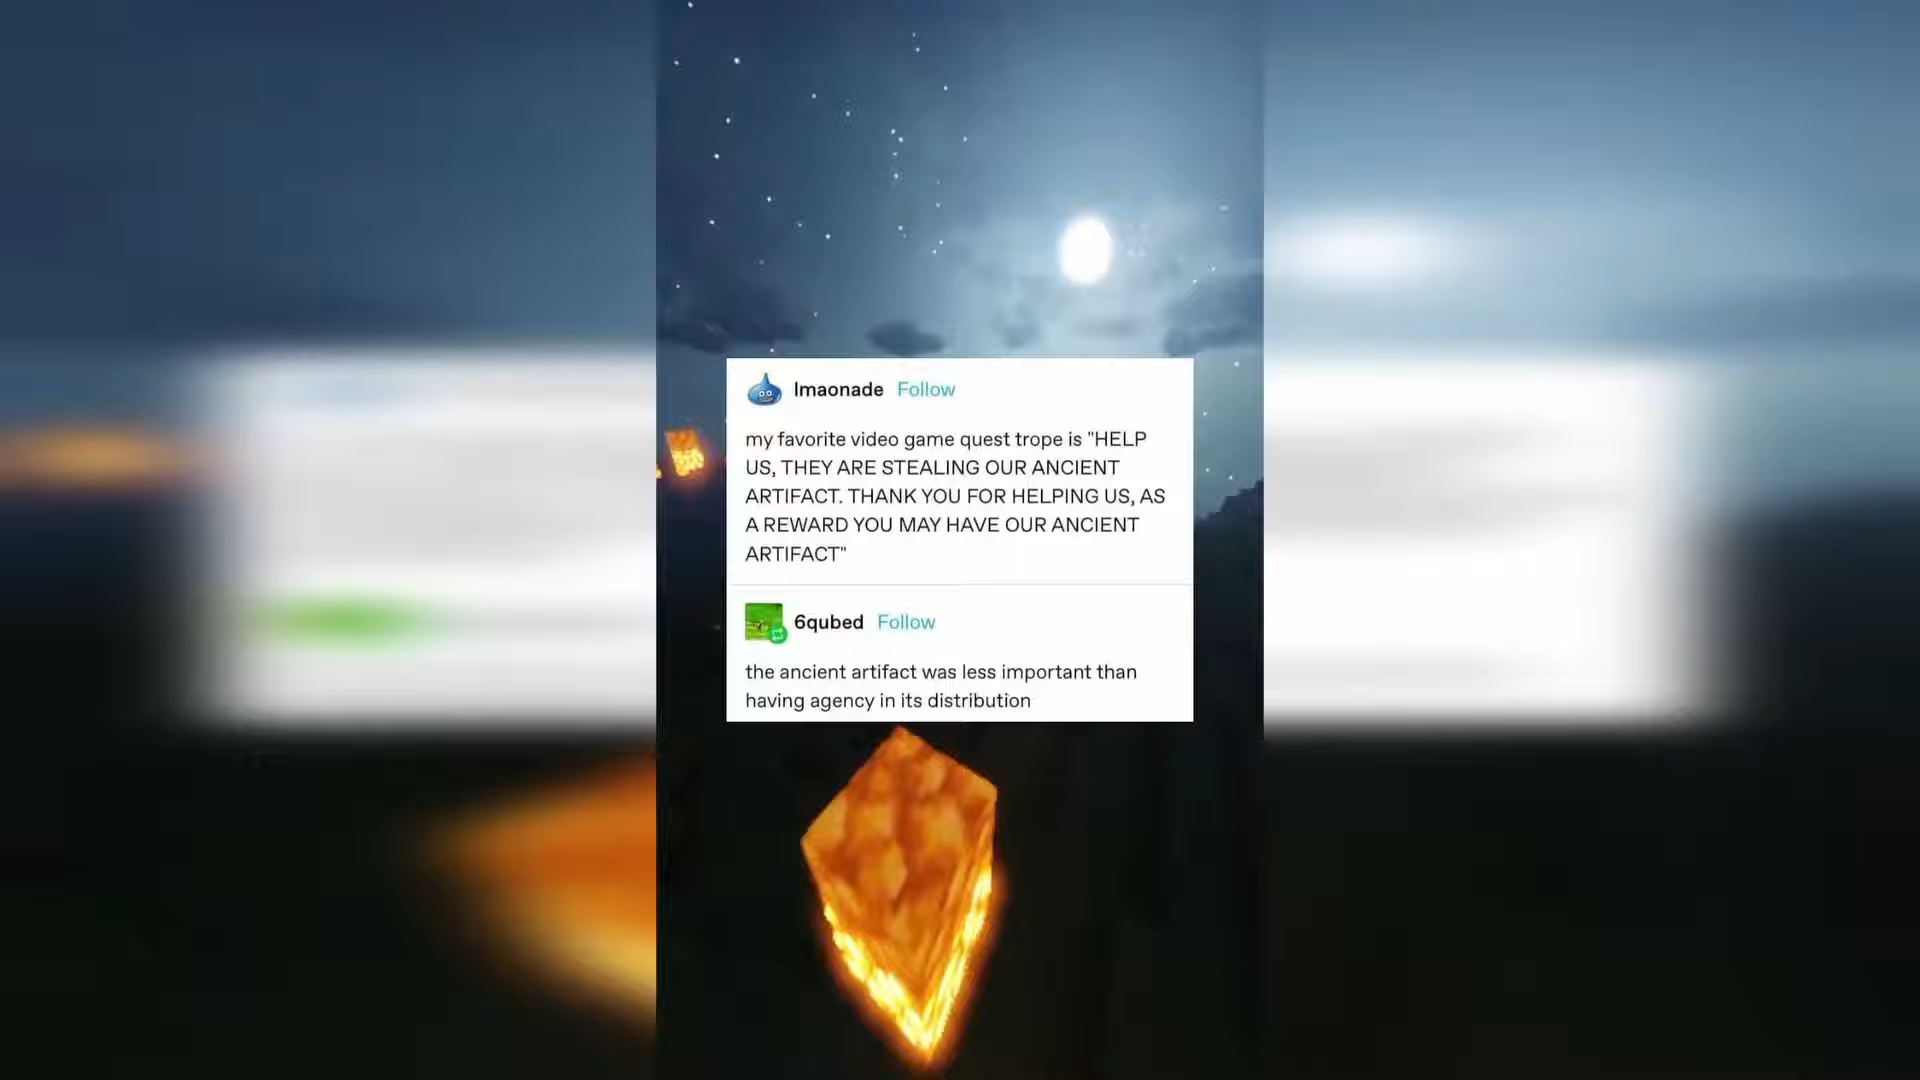 lmaonade Follow
my favorite video game quest trope is "HELP
US, THEY ARE STEALING OUR ANCIENT
ARTIFACT. THANK YOU FOR HELPING US, AS
A REWARD YOU MAY HAVE OUR ANCIENT
ARTIFACT"
6qubed Follow
the ancient artifact was less important than
having agency in its distribution